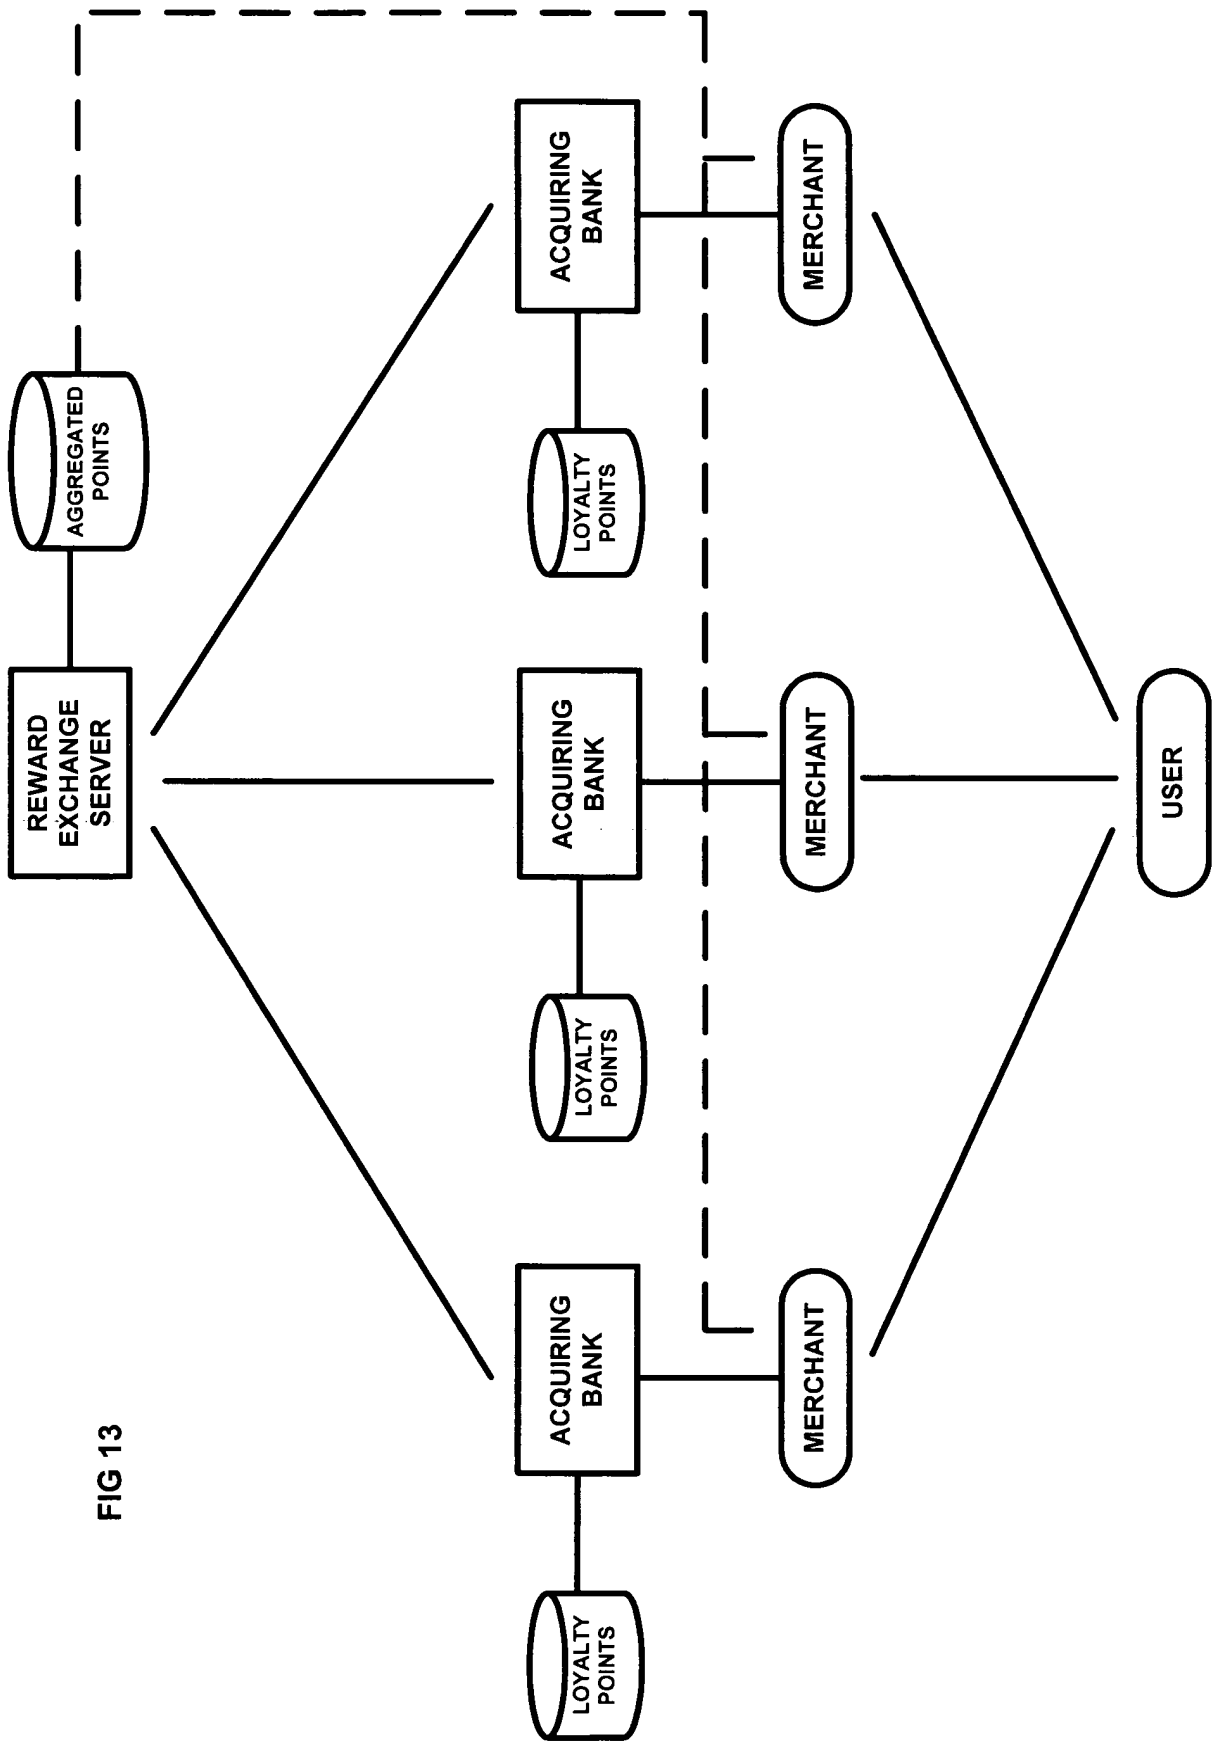 FIG 13
REWARD
EXCHANGE
SERVER
AGGREGATED
POINTS
LOYALTY
POINTS
ACQUIRING
BANK
LOYALTY
POINTS
ACQUIRING
BANK
LOYALTY
POINTS
ACQUIRING
BANK
MERCHANT
MERCHANT
MERCHANT
USER